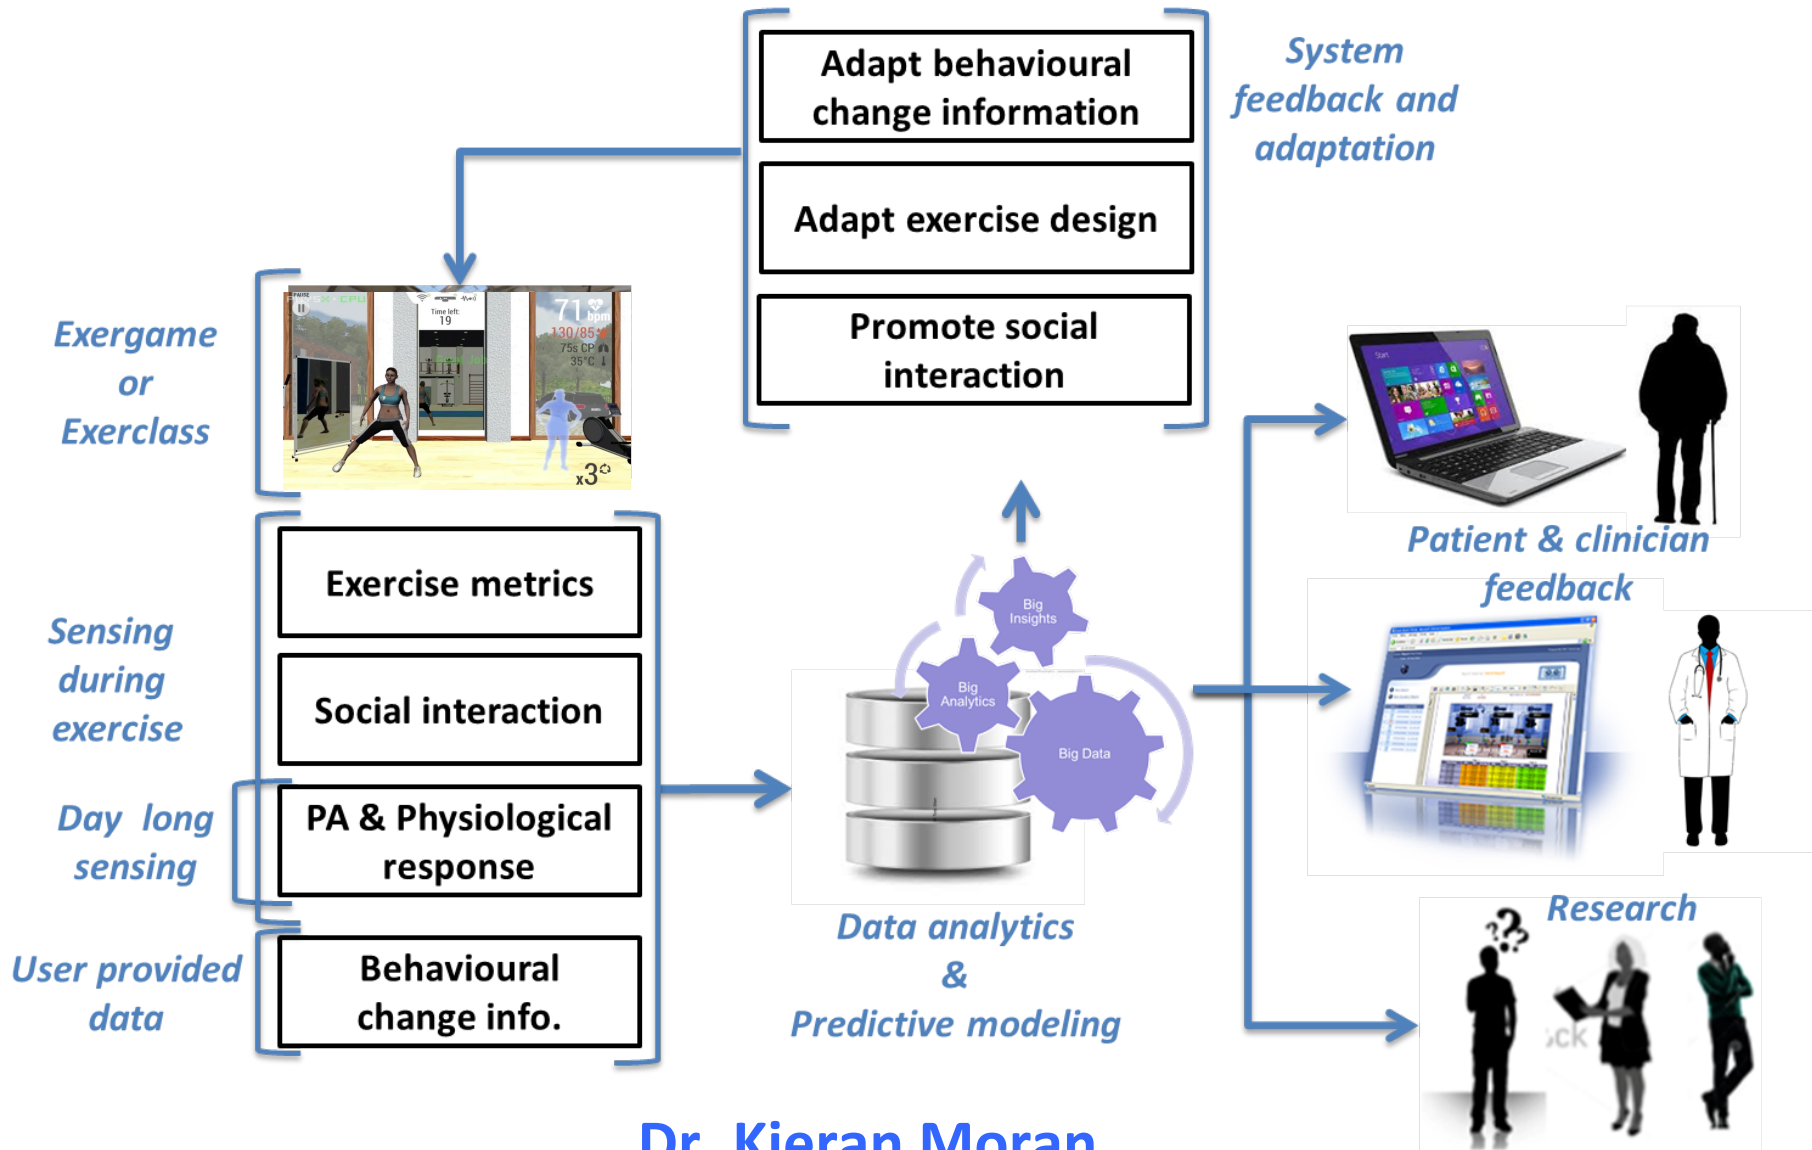 Adapt behavioural
change information
Adapt exercise design
Promote social
interaction
System
feedback and
adaptation
Exergame
or
Exerclass
PAUSE
Time left:
19
71
bpm
130/85
75s CP
35°C
x3
Exercise metrics
Social interaction
PA & Physiological
response
Behavioural
change info.
Sensing
during
exercise
Day long
sensing
User provided
data
Big
Insights
Big
Analytics
Big Data
Data analytics
&
Predictive modeling
Start
Patient & clinician
feedback
Research
???
Dr. Kieran Moran